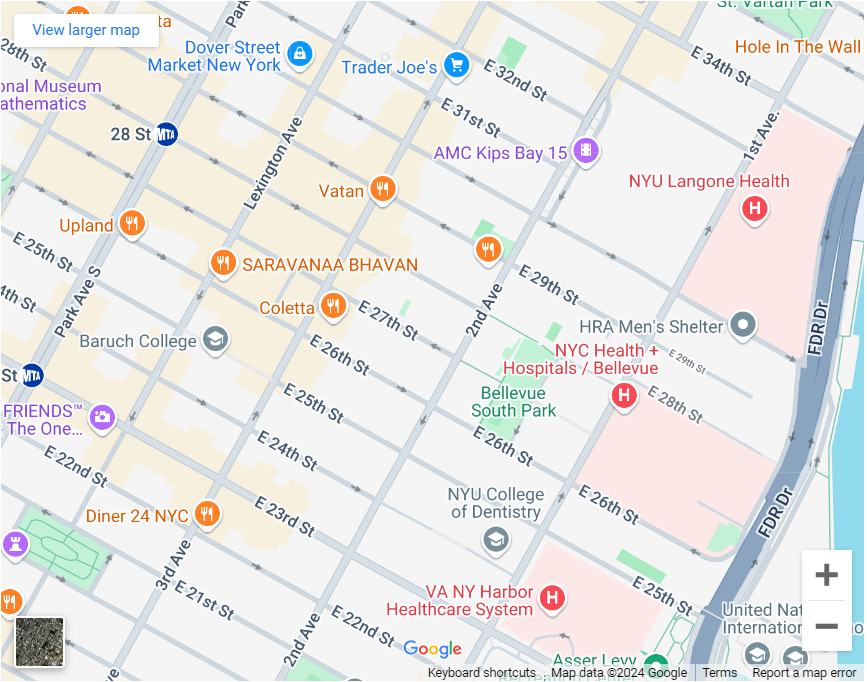 View larger map
ta
Park
St. Vartan Park
28th St
Dover Street
Market New York
Trader Joe's
E 32nd St
E 34th St
Hole In The Wall
onal Museum
athematics
E 31st St
28 St
MTA
Lexington Ave
AMC Kips Bay 15
1st Ave.
Vatan
NYU Langone Health
H
Upland
E 25th St
SARAVANAA BHAVAN
4th St
Park Ave S
Coletta
E 27th St
2nd Ave
E 29th St
HRA Men's Shelter
FDR Dr
Baruch College
E 26th St
NYC Health +
Hospitals / Bellevue
E 29th St
H
St
MTA
E 25th St
Bellevue
South Park
E 28th St
FRIENDS™
The One...
E 24th St
E 26th St
E 22nd St
Diner 24 NYC
E 23rd St
NYU College
of Dentistry
E 26th St
FDR Dr
3rd Ave
E 21st St
VA NY Harbor
Healthcare System
H
E 25th St
United Nat
International
ho
2nd Ave
E 22nd St
Google
Asser Levy
Recreation Center
Keyboard shortcuts
Map data ©2024 Google
Terms
Report a map error